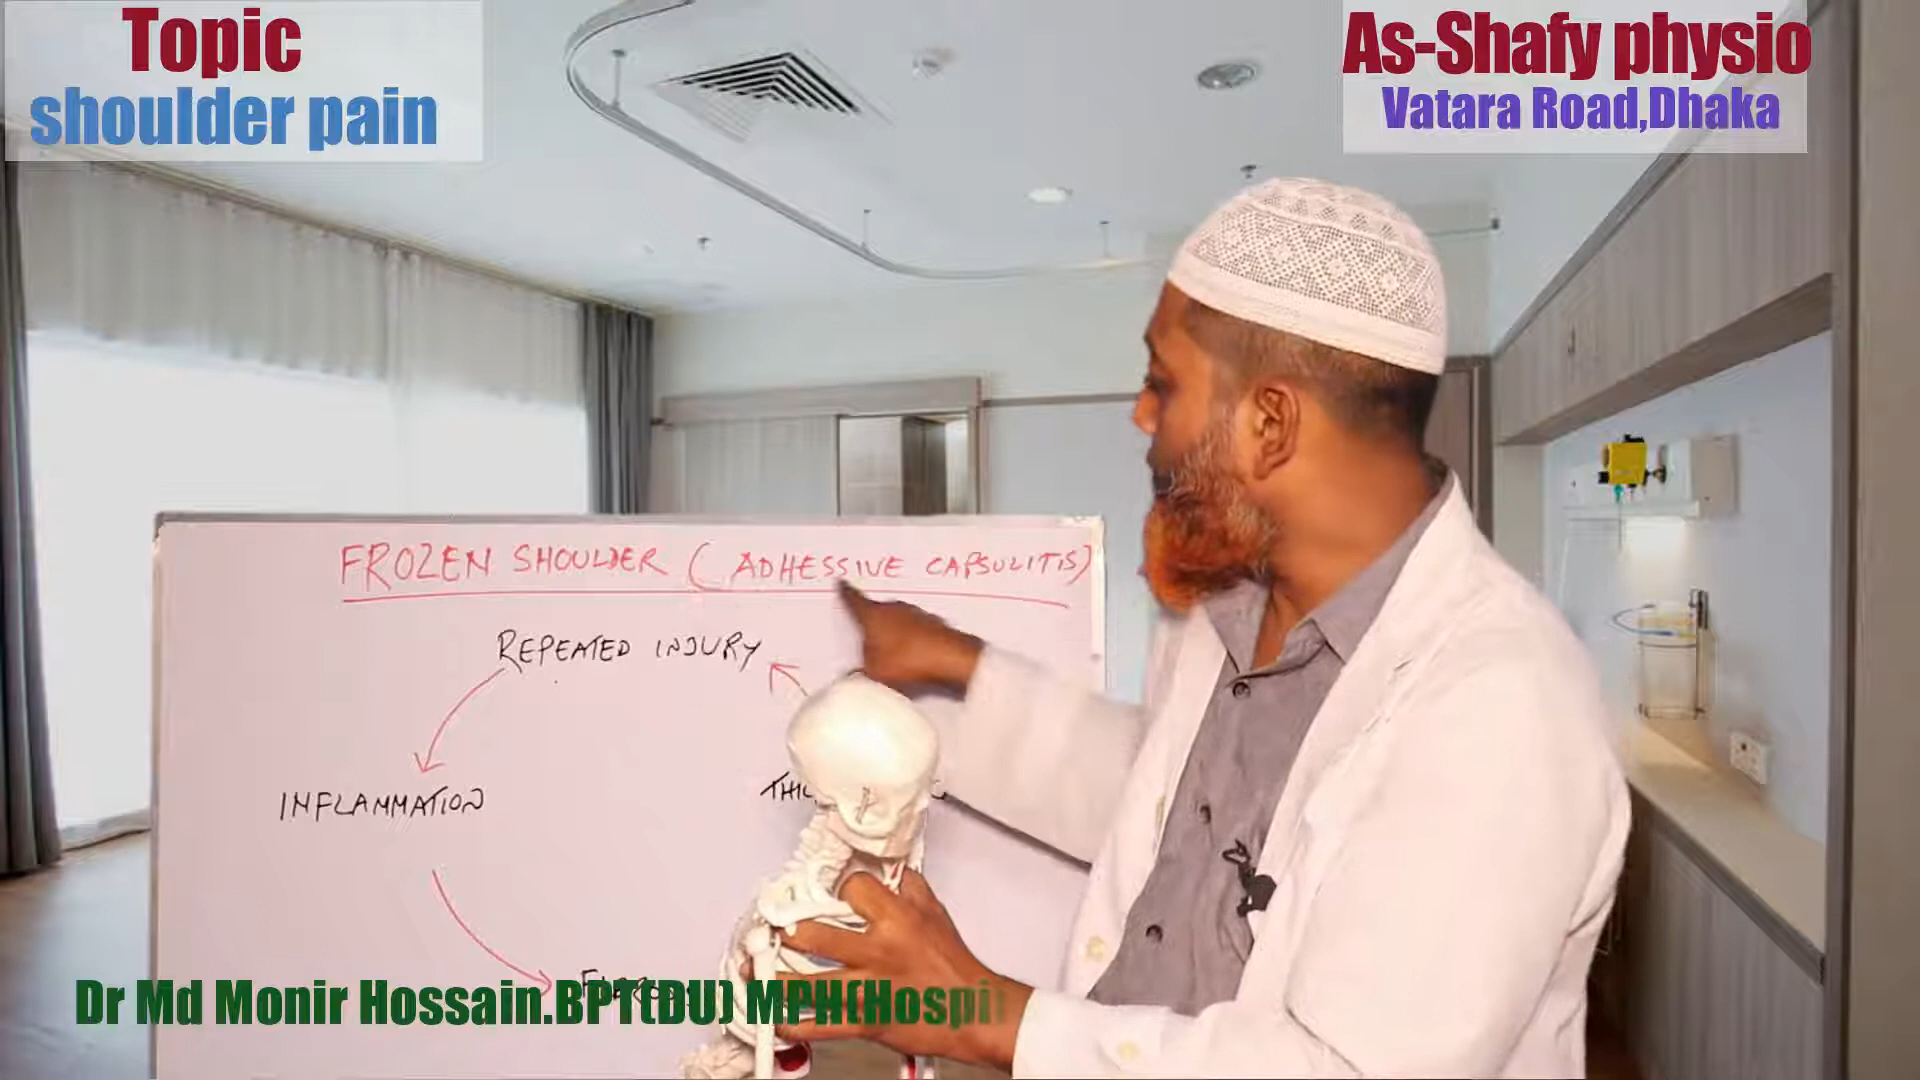 Topic
shoulder pain
As-Shafy physio
Vatara Road,Dhaka
FROZEN SHOULDER (ADHESSIVE CAPSULITIS)
REPEATED INJURY
INFLAMMATION
Dr Md Monir Hossain.BPT(DU) MPH(Hospi